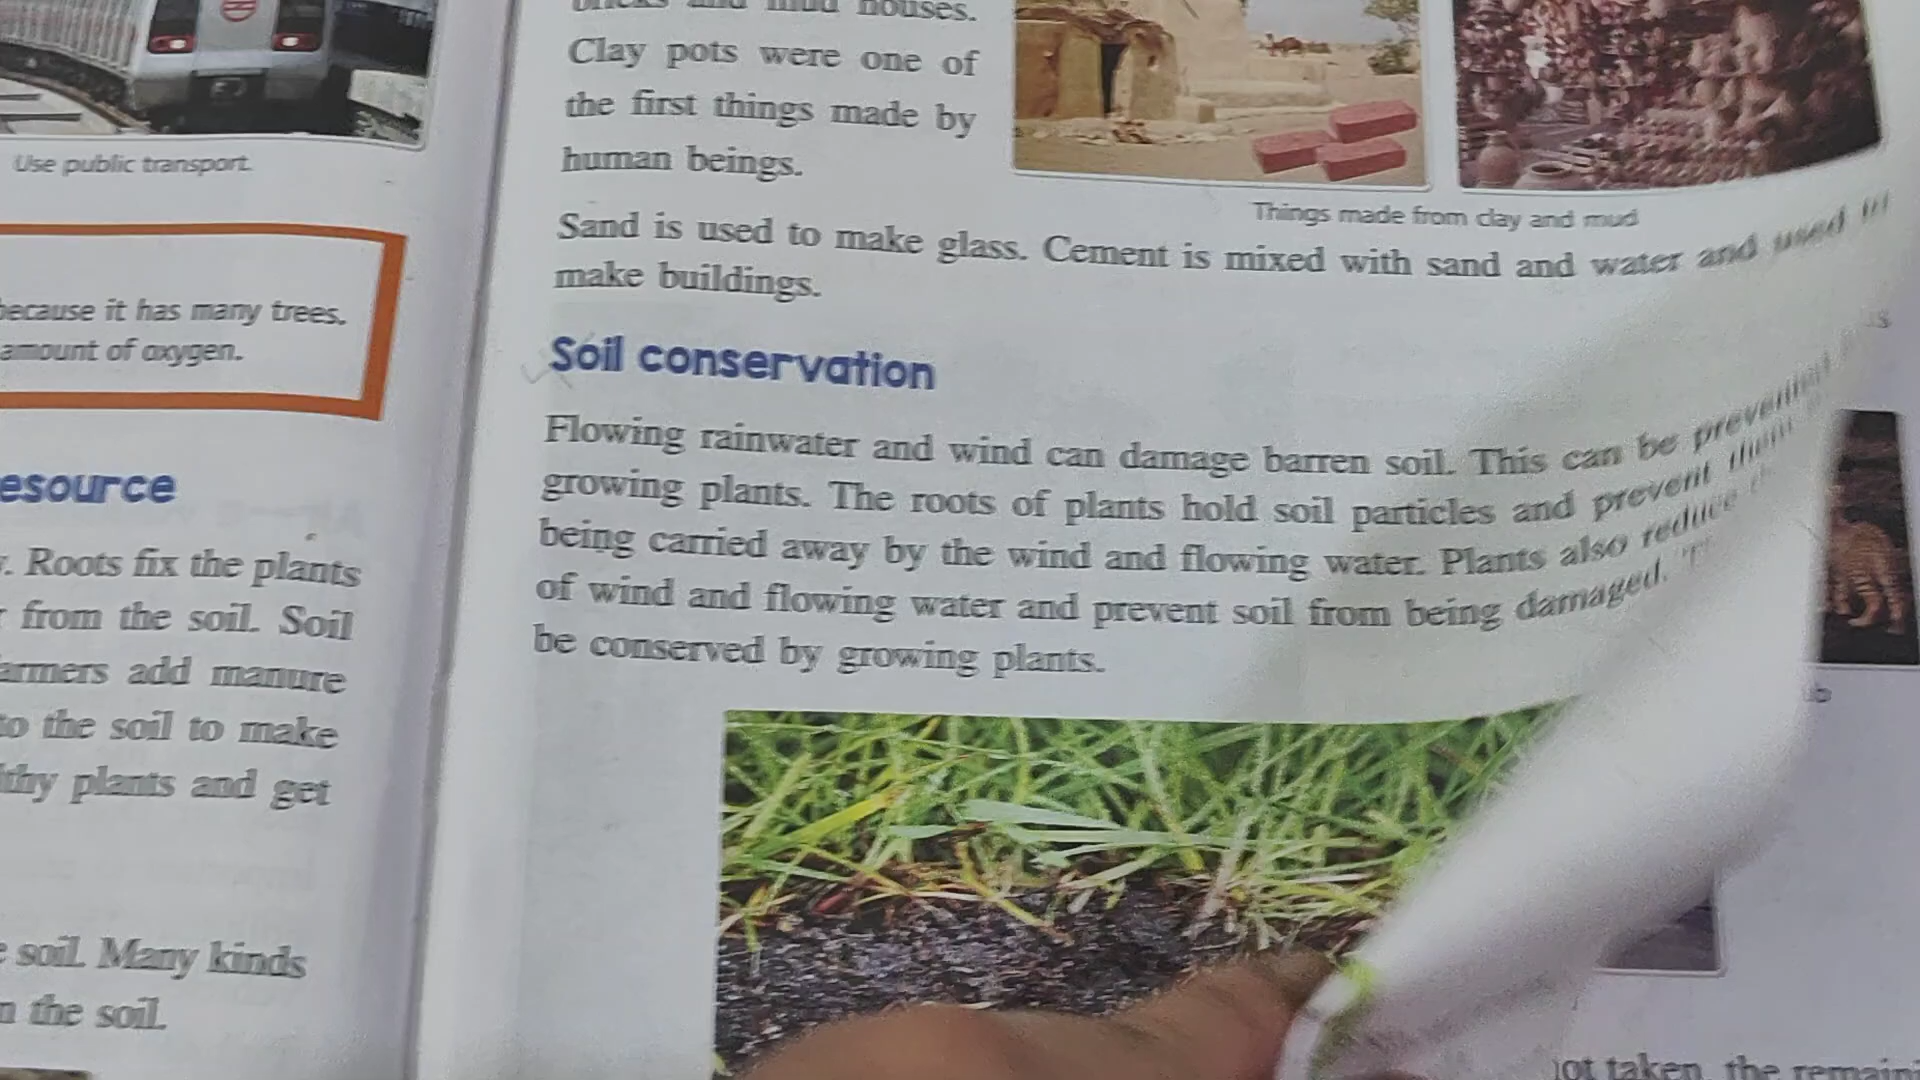 Use public transport.
because it has many trees.
amount of oxygen.
esource
. Roots fix the plants
from the soil. Soil
armers add manure
to the soil to make
thy plants and get
soil. Many kinds
the soil.
bricks and mud houses.
Clay pots were one of
the first things made by
human beings.
Things made from clay and mud
Sand is used to make glass. Cement is mixed with sand and water and used to
make buildings.
Soil conservation
Flowing rainwater and wind can damage barren soil. This can be prevented
growing plants. The roots of plants hold soil particles and prevent them
being carried away by the wind and flowing water. Plants also reduce
of wind and flowing water and prevent soil from being damaged.
be conserved by growing plants.
taken, the